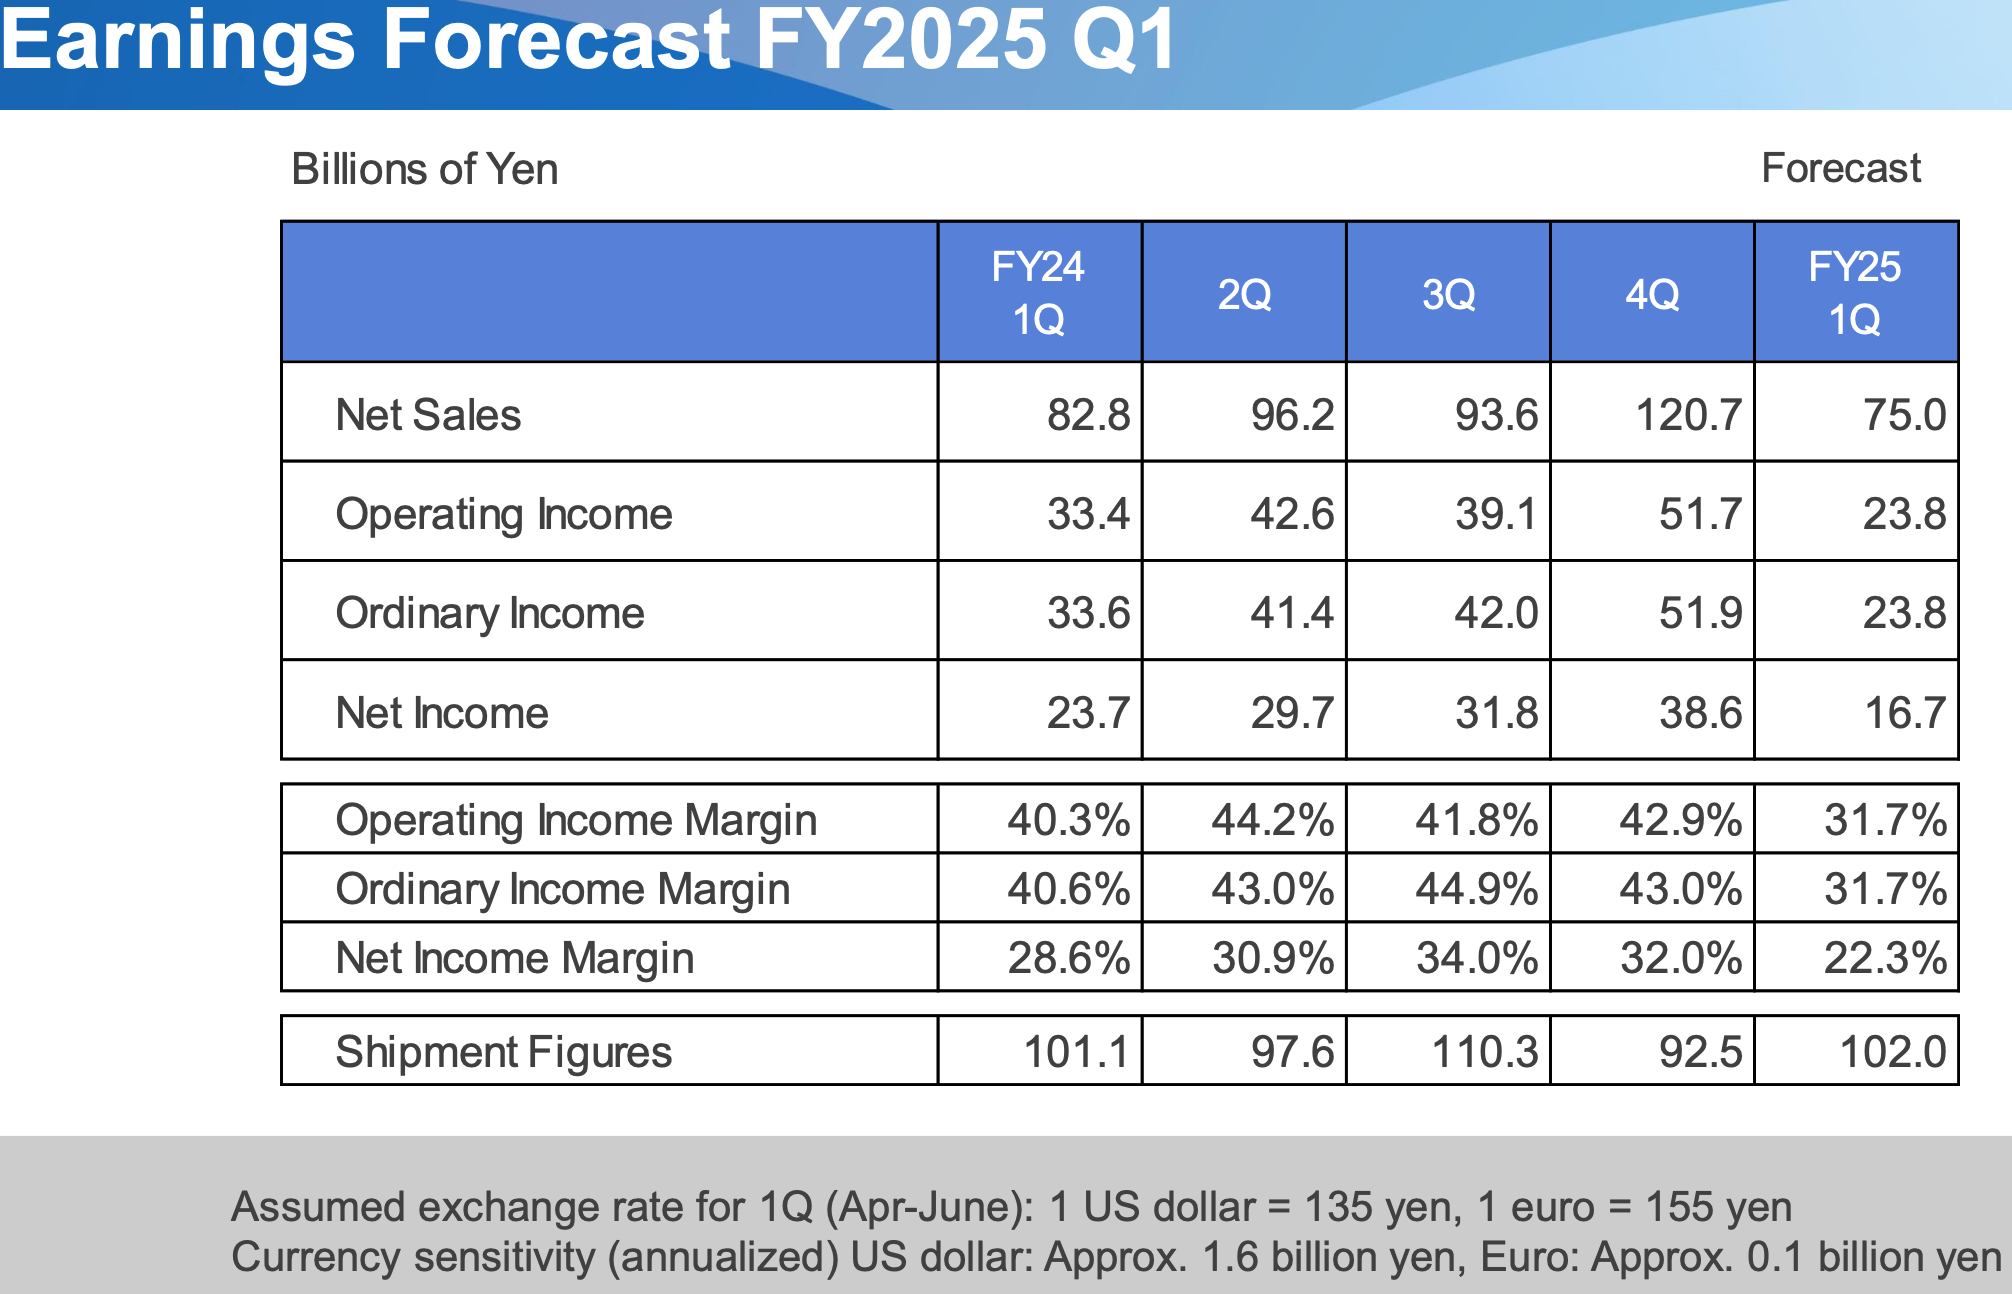 Earnings Forecast FY2025 Q1
Billions of Yen Forecast
FY24 1Q 2Q 3Q 4Q FY25 1Q
Net Sales 82.8 96.2 93.6 120.7 75.0
Operating Income 33.4 42.6 39.1 51.7 23.8
Ordinary Income 33.6 41.4 42.0 51.9 23.8
Net Income 23.7 29.7 31.8 38.6 16.7
Operating Income Margin 40.3% 44.2% 41.8% 42.9% 31.7%
Ordinary Income Margin 40.6% 43.0% 44.9% 43.0% 31.7%
Net Income Margin 28.6% 30.9% 34.0% 32.0% 22.3%
Shipment Figures 101.1 97.6 110.3 92.5 102.0
Assumed exchange rate for 1Q (Apr-June): 1 US dollar = 135 yen, 1 euro = 155 yen
Currency sensitivity (annualized) US dollar: Approx. 1.6 billion yen, Euro: Approx. 0.1 billion yen